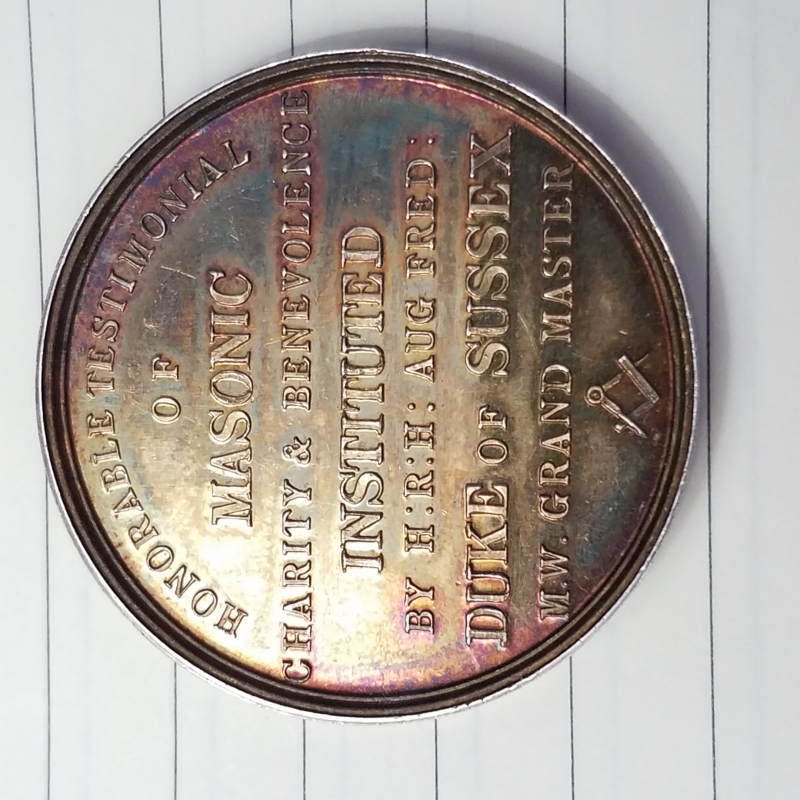 HONORABLE TESTIMONIAL
OF
MASONIC
CHARITY & BENEVOLENCE
INSTITUTED
BY H:R:H: AUG FRED:
DUKE OF SUSSEX
M.W. GRAND MASTER